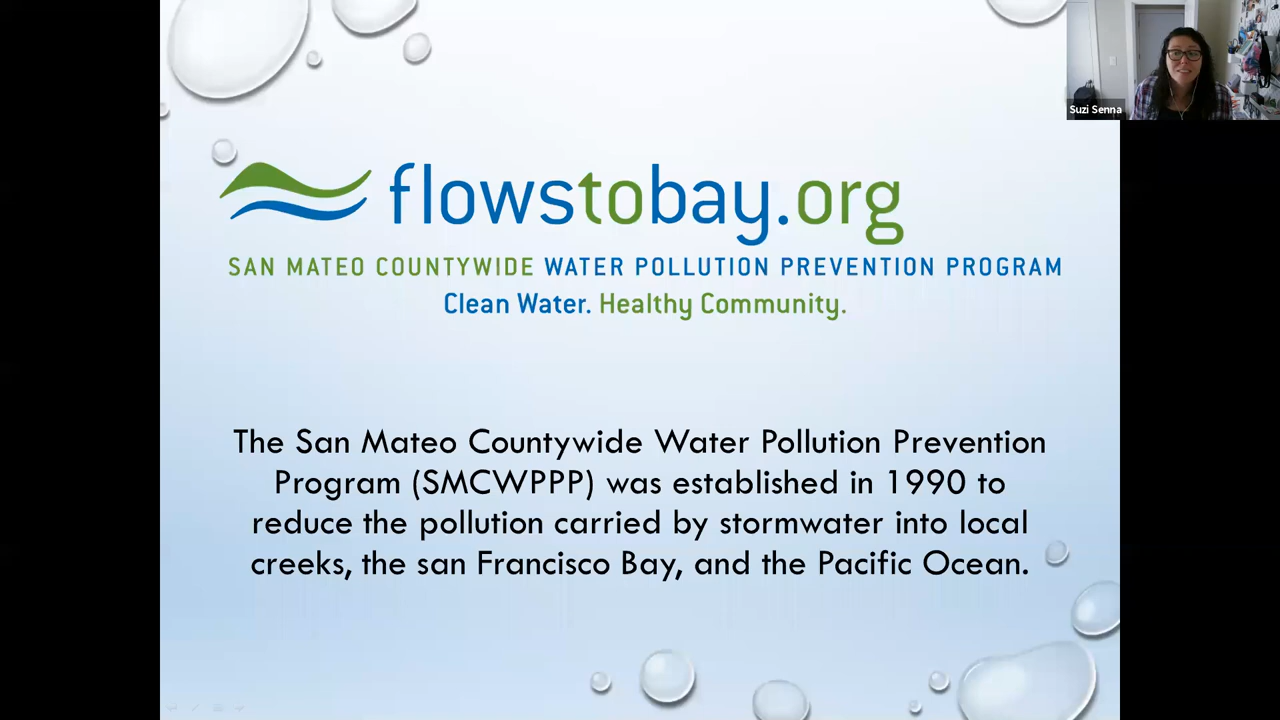 Suzi Senna
flowstobay.org
SAN MATEO COUNTYWIDE WATER POLLUTION PREVENTION PROGRAM
Clean Water. Healthy Community.
The San Mateo Countywide Water Pollution Prevention
Program (SMCWPPP) was established in 1990 to
reduce the pollution carried by stormwater into local
creeks, the san Francisco Bay, and the Pacific Ocean.